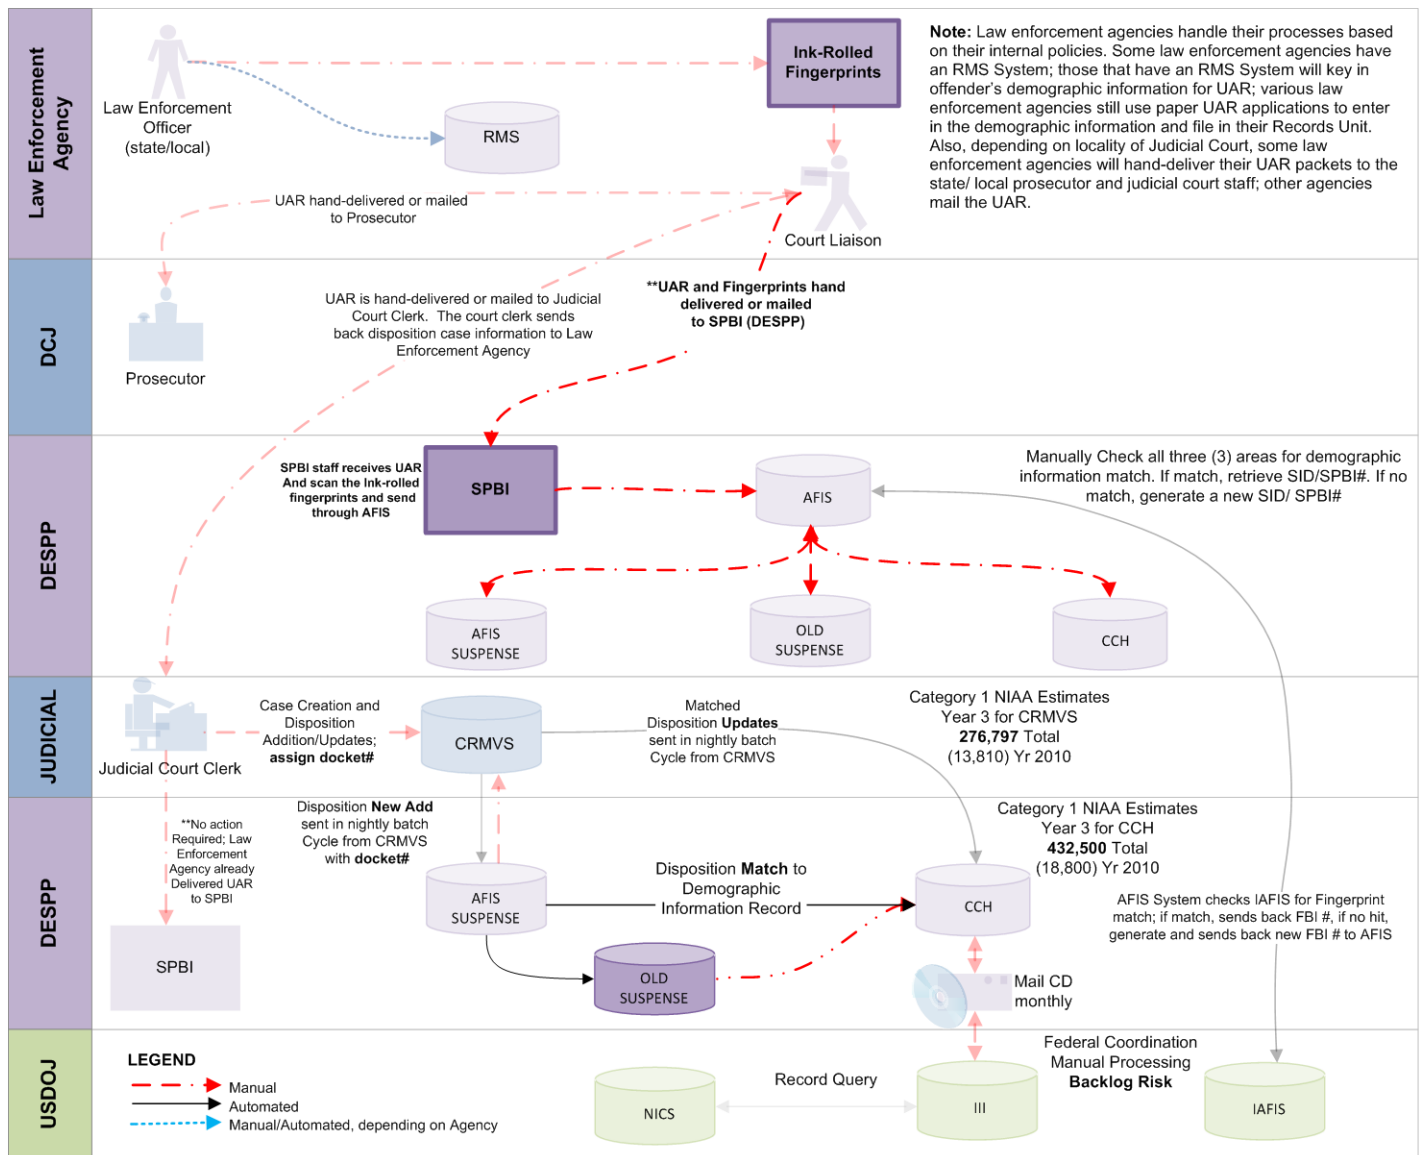 Law Enforcement
Agency
Law Enforcement
Officer
(state/local)
RMS
Ink-Rolled
Fingerprints
Court Liaison
Note: Law enforcement agencies handle their processes based
on their internal policies. Some law enforcement agencies have
an RMS System; those that have an RMS System will key in
offender's demographic information for UAR; various law
enforcement agencies still use paper UAR applications to enter
in the demographic information and file in their Records Unit.
Also, depending on locality of Judicial Court, some law
enforcement agencies will hand-deliver their UAR packets to the
state/ local prosecutor and judicial court staff; other agencies
mail the UAR.
UAR hand-delivered or mailed
to Prosecutor
DCJ
Prosecutor
UAR is hand-delivered or mailed to Judicial
Court Clerk. The court clerk sends
back disposition case information to Law
Enforcement Agency
**UAR and Fingerprints hand
delivered or mailed
to SPBI (DESPP)
DESPP
SPBI staff receives UAR
And scan the Ink-rolled
fingerprints and send
through AFIS
SPBI
AFIS
Manually Check all three (3) areas for demographic
information match. If match, retrieve SID/SPBI#. If no
match, generate a new SID/ SPBI#
AFIS
SUSPENSE
OLD
SUSPENSE
CCH
JUDICIAL
Judicial Court Clerk
Case Creation and
Disposition
Addition/Updates;
assign docket#
CRMVS
Matched
Disposition Updates
sent in nightly batch
Cycle from CRMVS
Category 1 NIAA Estimates
Year 3 for CRMVS
276,797 Total
(13,810) Yr 2010
DESPP
**No action
Required; Law
Enforcement
Agency already
Delivered UAR
to SPBI
SPBI
Disposition New Add
sent in nightly batch
Cycle from CRMVS
with docket#
AFIS
SUSPENSE
Disposition Match to
Demographic
Information Record
OLD
SUSPENSE
Category 1 NIAA Estimates
Year 3 for CCH
432,500 Total
(18,800) Yr 2010
CCH
AFIS System checks IAFIS for Fingerprint
match; if match, sends back FBI #, if no hit,
generate and sends back new FBI # to AFIS
Mail CD
monthly
USDOJ
LEGEND
Manual
Automated
Manual/Automated, depending on Agency
NICS
Record Query
III
Federal Coordination
Manual Processing
Backlog Risk
IAFIS